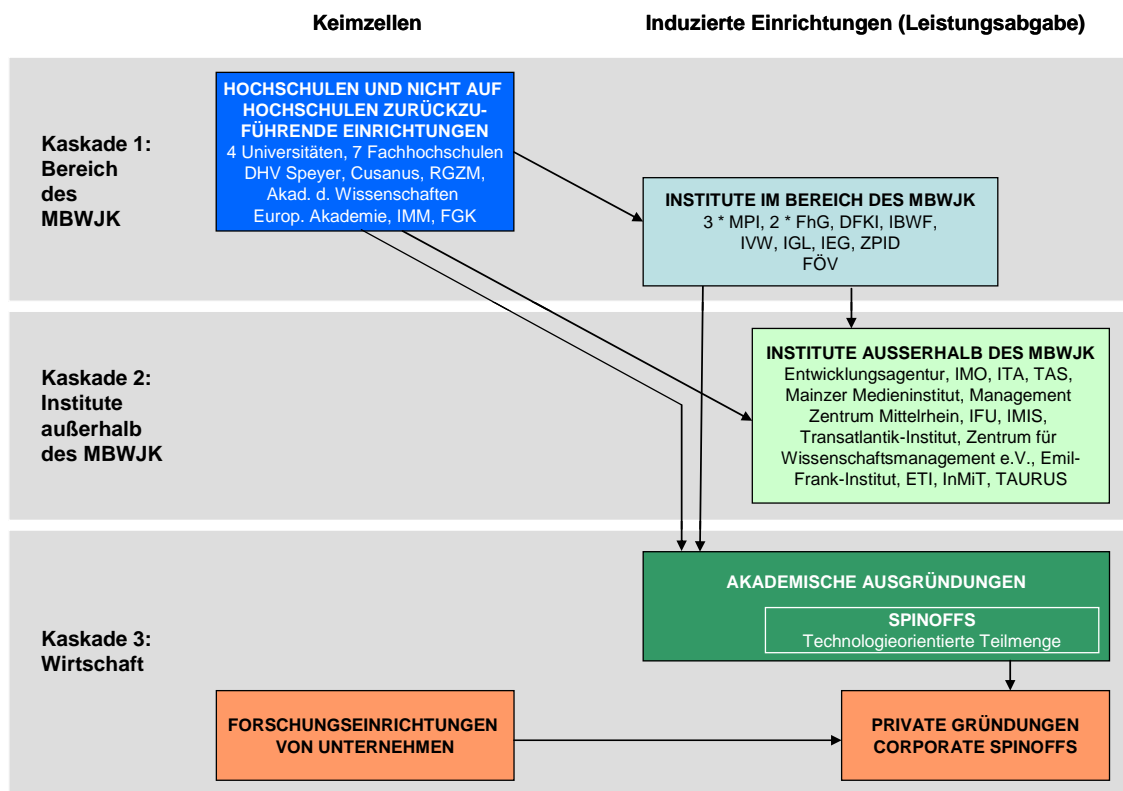 Keimzellen
Induzierte Einrichtungen (Leistungsabgabe)
Kaskade 1:
Bereich
des
MBWJK
HOCHSCHULEN UND NICHT AUF
HOCHSCHULEN ZURÜCKZU-
FÜHRENDE EINRICHTUNGEN
4 Universitäten, 7 Fachhochschulen
DHV Speyer, Cusanus, RGZM,
Akad. d. Wissenschaften
Europ. Akademie, IMM, FGK
INSTITUTE IM BEREICH DES MBWJK
3 * MPI, 2 * FhG, DFKI, IBWF,
IVW, IGL, IEG, ZPID
FÖV
Kaskade 2:
Institute
außerhalb
des MBWJK
INSTITUTE AUSSERHALB DES MBWJK
Entwicklungsagentur, IMO, ITA, TAS,
Mainzer Medieninstitut, Management
Zentrum Mittelrhein, IFU, IMIS,
Transatlantik-Institut, Zentrum für
Wissenschaftsmanagement e.V., Emil-
Frank-Institut, ETI, InMiT, TAURUS
Kaskade 3:
Wirtschaft
AKADEMISCHE AUSGRÜNDUNGEN
SPINOFFS
Technologieorientierte Teilmenge
FORSCHUNGSEINRICHTUNGEN
VON UNTERNEHMEN
PRIVATE GRÜNDUNGEN
CORPORATE SPINOFFS